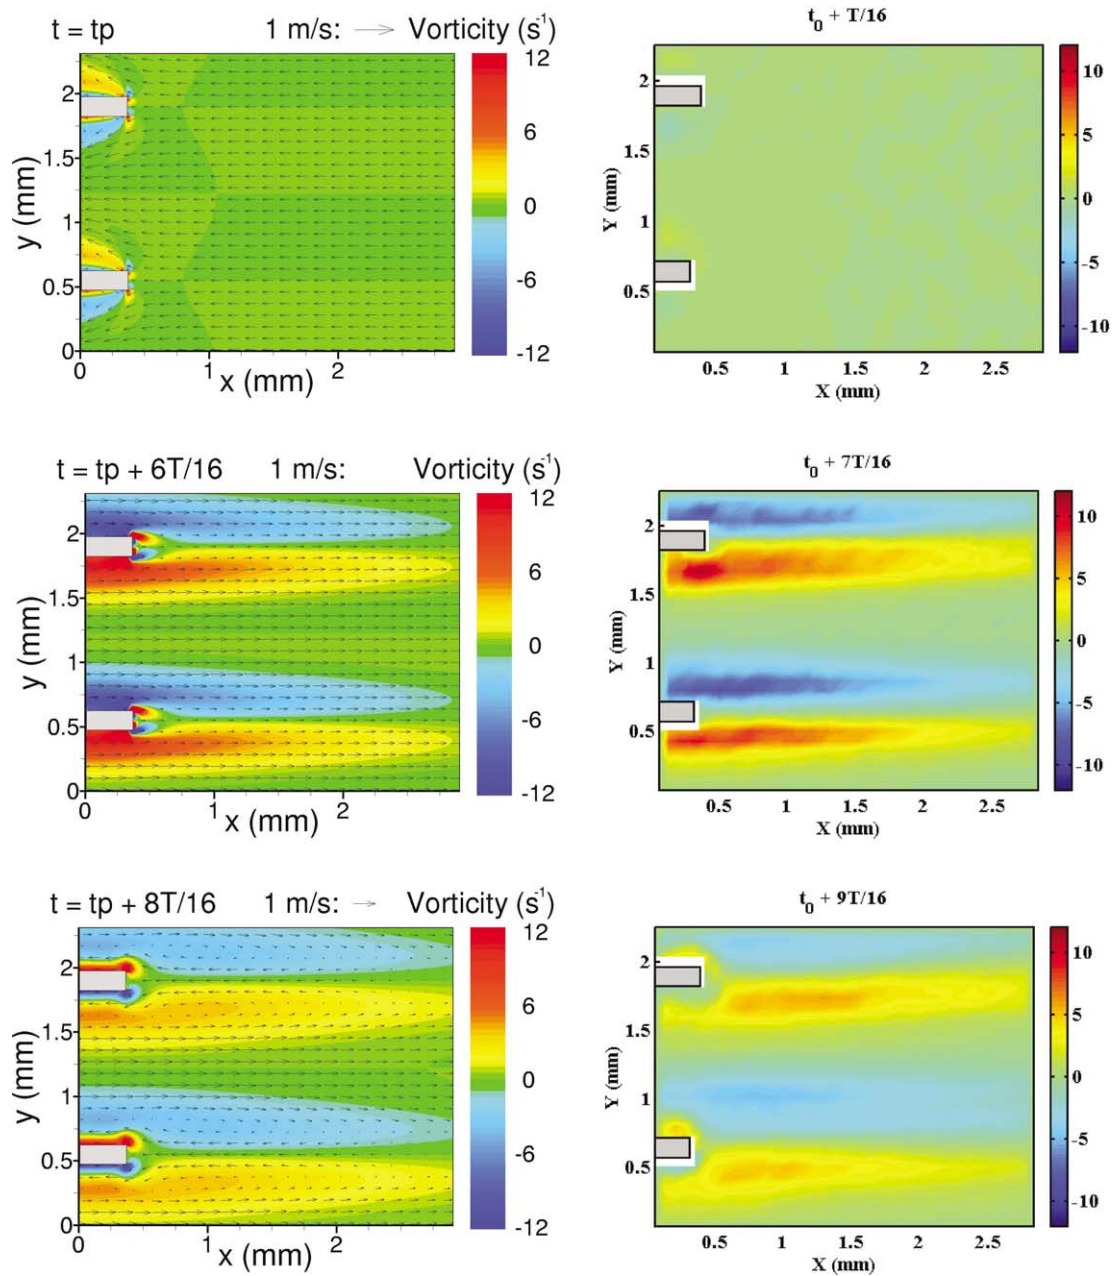 t = tp 1 m/s: Vorticity (s⁻¹)
12
6
0
-6
-12
2
1.5
1
0.5
0
y (mm)
0 1 2
x (mm)
t₀ + T/16
10
5
0
-5
-10
2
1.5
1
0.5
Y (mm)
0.5 1 1.5 2 2.5
X (mm)
t = tp + 6T/16 1 m/s: Vorticity (s⁻¹)
12
6
0
-6
-12
2
1.5
1
0.5
0
y (mm)
0 1 2
x (mm)
t₀ + 7T/16
10
5
0
-5
-10
2
1.5
1
0.5
Y (mm)
0.5 1 1.5 2 2.5
X (mm)
t = tp + 8T/16 1 m/s: Vorticity (s⁻¹)
12
6
0
-6
-12
2
1.5
1
0.5
0
y (mm)
0 1 2
x (mm)
t₀ + 9T/16
10
5
0
-5
-10
2
1.5
1
0.5
Y (mm)
0.5 1 1.5 2 2.5
X (mm)